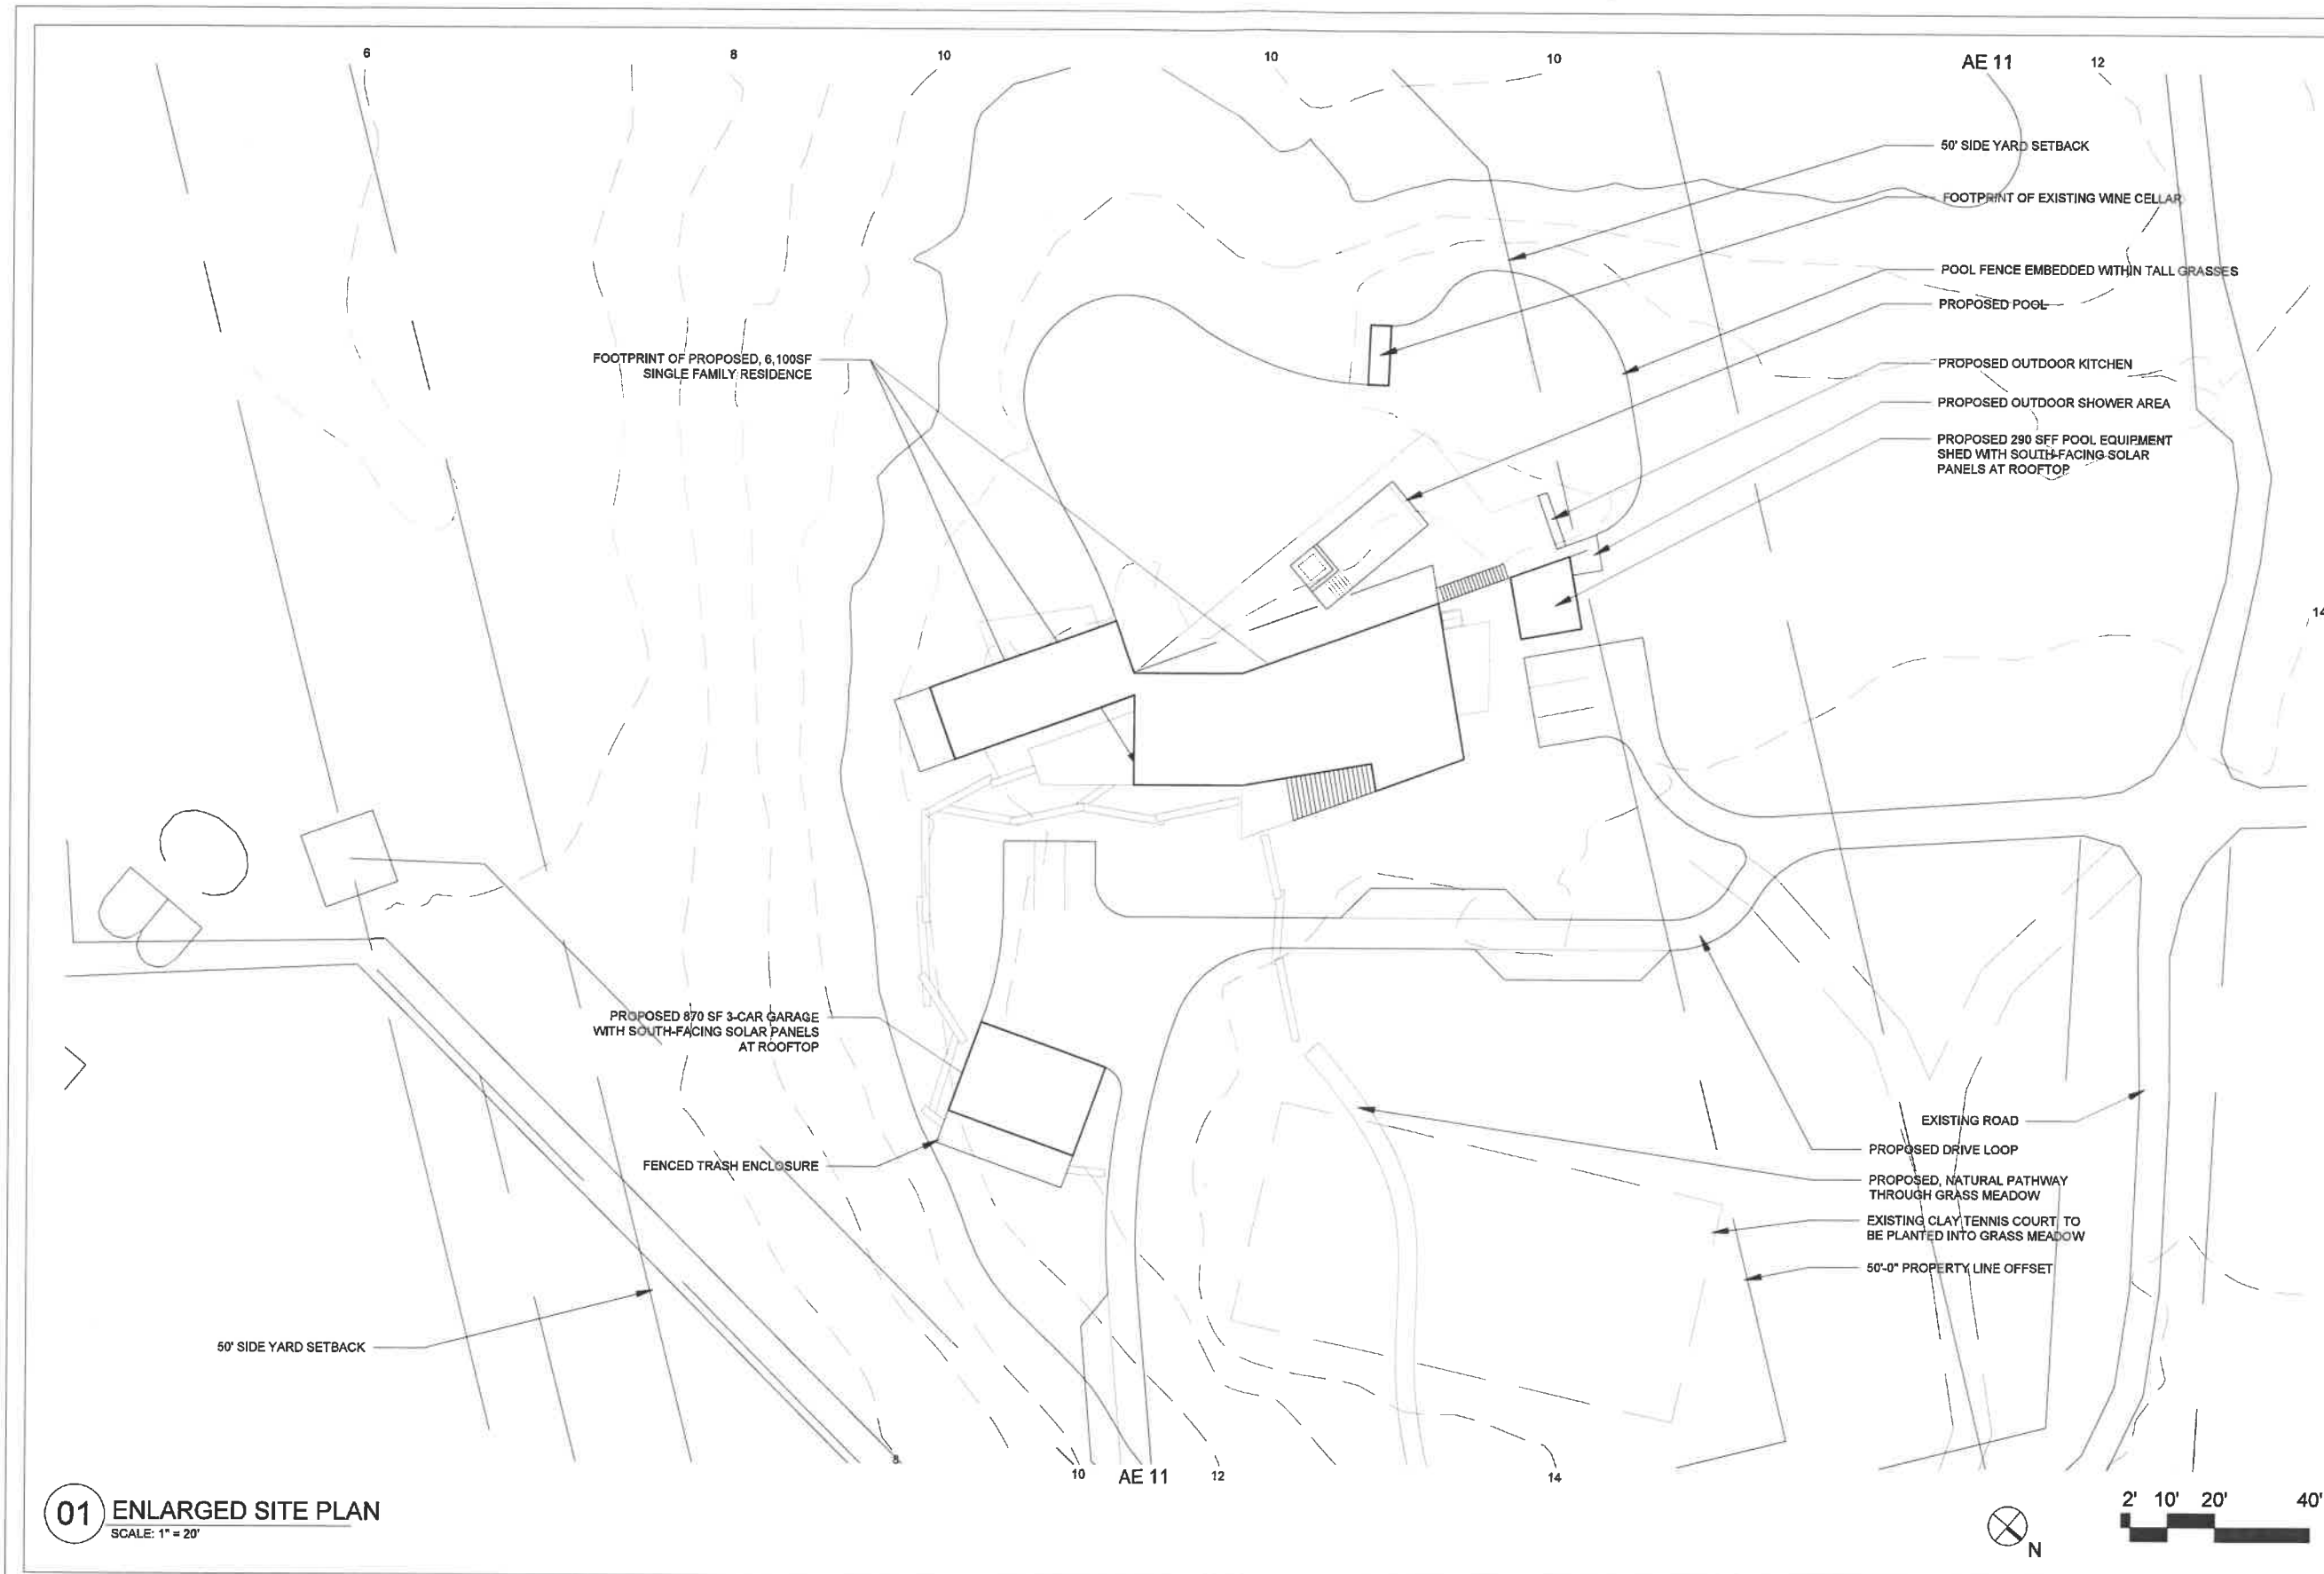 6
8
10
10
10
AE 11
12
50' SIDE YARD SETBACK
FOOTPRINT OF EXISTING WINE CELLAR
POOL FENCE EMBEDDED WITHIN TALL GRASSES
PROPOSED POOL
FOOTPRINT OF PROPOSED, 6,100SF
SINGLE FAMILY RESIDENCE
PROPOSED OUTDOOR KITCHEN
PROPOSED OUTDOOR SHOWER AREA
PROPOSED 290 SFF POOL EQUIPMENT
SHED WITH SOUTH-FACING SOLAR
PANELS AT ROOFTOP
14
PROPOSED 870 SF 3-CAR GARAGE
WITH SOUTH-FACING SOLAR PANELS
AT ROOFTOP
FENCED TRASH ENCLOSURE
EXISTING ROAD
PROPOSED DRIVE LOOP
PROPOSED, NATURAL PATHWAY
THROUGH GRASS MEADOW
EXISTING CLAY TENNIS COURT TO
BE PLANTED INTO GRASS MEADOW
50'-0" PROPERTY LINE OFFSET
50' SIDE YARD SETBACK
8
10
AE 11
12
14
01 ENLARGED SITE PLAN
SCALE: 1" = 20'
N
2' 10' 20' 40'